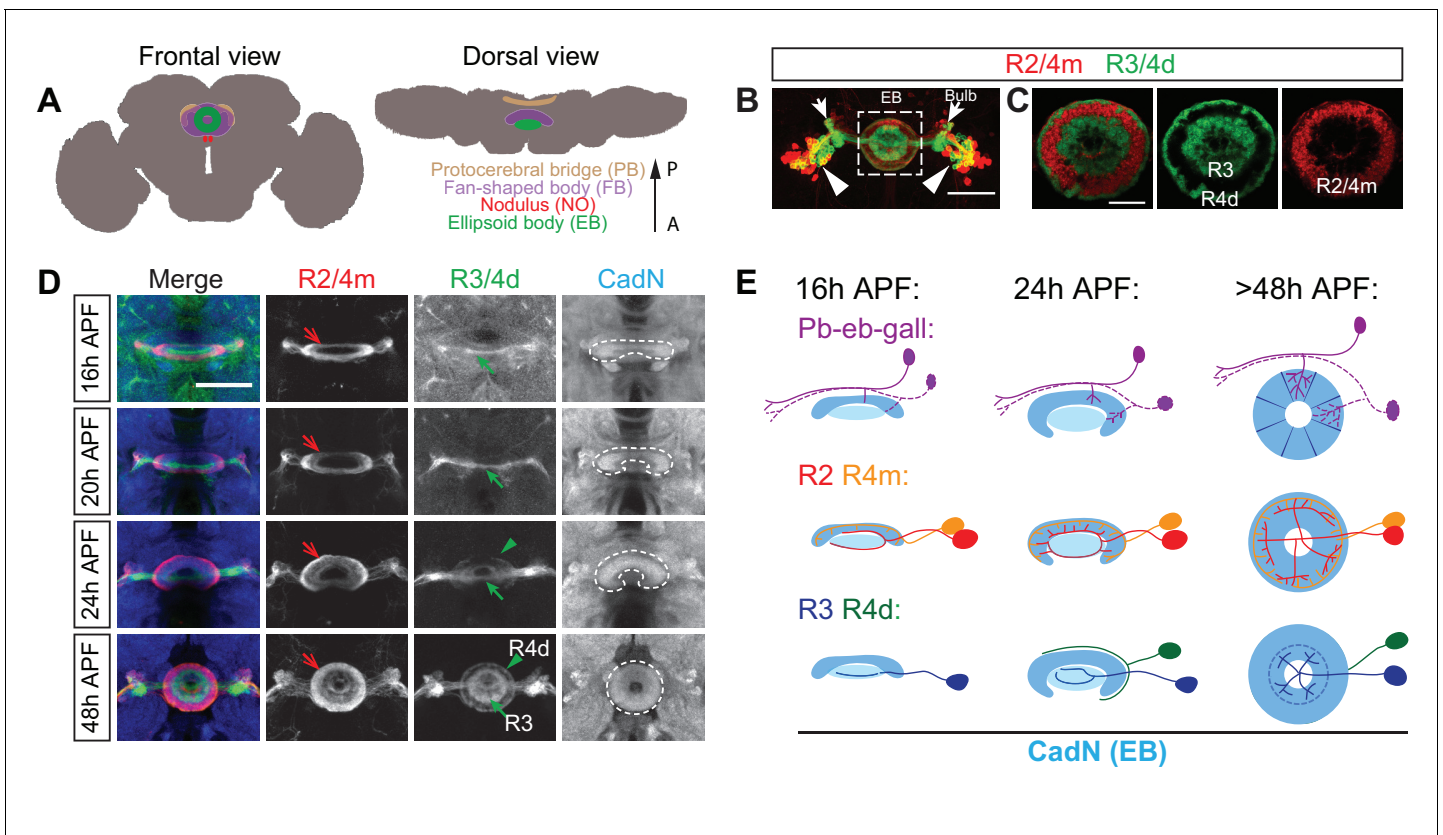 Frontal view
Dorsal view
A
Protocerebral bridge (PB)
Fan-shaped body (FB)
Nodulus (NO)
Ellipsoid body (EB)
P
A
R2/4m R3/4d
B
EB
Bulb
C
R3
R4d
R2/4m
D
Merge
R2/4m
R3/4d
CadN
16h APF
20h APF
24h APF
48h APF
R4d
R3
E
16h APF:
24h APF:
>48h APF:
Pb-eb-gall:
R2 R4m:
R3 R4d:
CadN (EB)